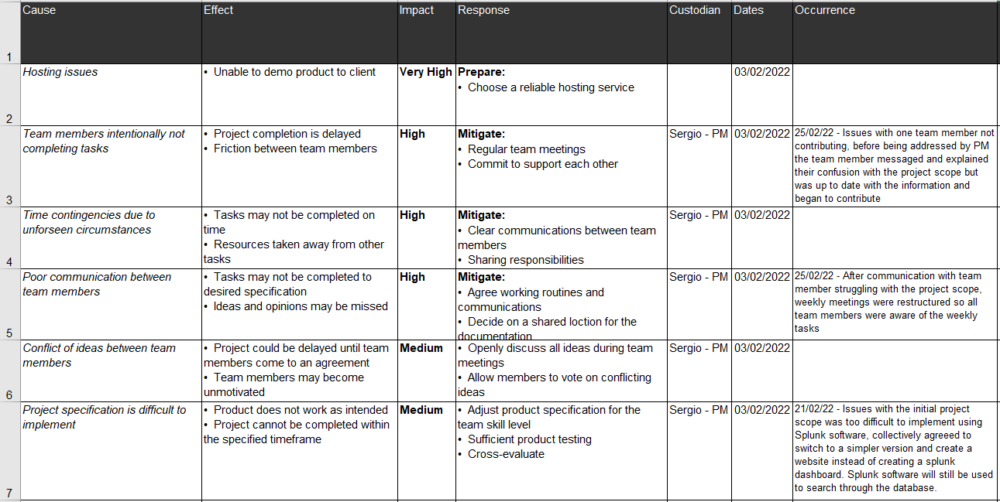 Cause Effect Impact Response Custodian Dates Occurrence
1
Hosting issues
• Unable to demo product to client
Very High
Prepare:
• Choose a reliable hosting service
03/02/2022
2
Team members intentionally not
completing tasks
• Project completion is delayed
• Friction between team members
High
Mitigate:
• Regular team meetings
• Commit to support each other
Sergio - PM
03/02/2022
25/02/22 - Issues with one team member not
contributing, before being addressed by PM
the team member messaged and explained
their confusion with the project scope but
was up to date with the information and
began to contribute
3
Time contingencies due to
unforseen circumstances
• Tasks may not be completed on
time
• Resources taken away from other
tasks
High
Mitigate:
• Clear communications between team
members
• Sharing responsibilities
Sergio - PM
03/02/2022
4
Poor communication between
team members
• Tasks may not be completed to
desired specification
• Ideas and opinions may be missed
High
Mitigate:
• Agree working routines and
communications
• Decide on a shared loction for the
documentation
Sergio - PM
03/02/2022
25/02/22 - After communication with team
member struggling with the project scope,
weekly meetings were restructured so all
team members were aware of the weekly
tasks
5
Conflict of ideas between team
members
• Project could be delayed until team
members come to an agreement
• Team members may become
unmotivated
Medium
• Openly discuss all ideas during team
meetings
• Allow members to vote on conflicting
ideas
Sergio - PM
03/02/2022
6
Project specification is difficult to
implement
• Product does not work as intended
• Project cannot be completed within
the specified timeframe
Medium
• Adjust product specification for the
team skill level
• Sufficient product testing
• Cross-evaluate
Sergio - PM
03/02/2022
21/02/22 - Issues with the initial project
scope was too difficult to implement using
Splunk software, collectively agreeed to
switch to a simpler version and create a
website instead of creating a splunk
dashboard. Splunk software will still be used
to search through the database.
7